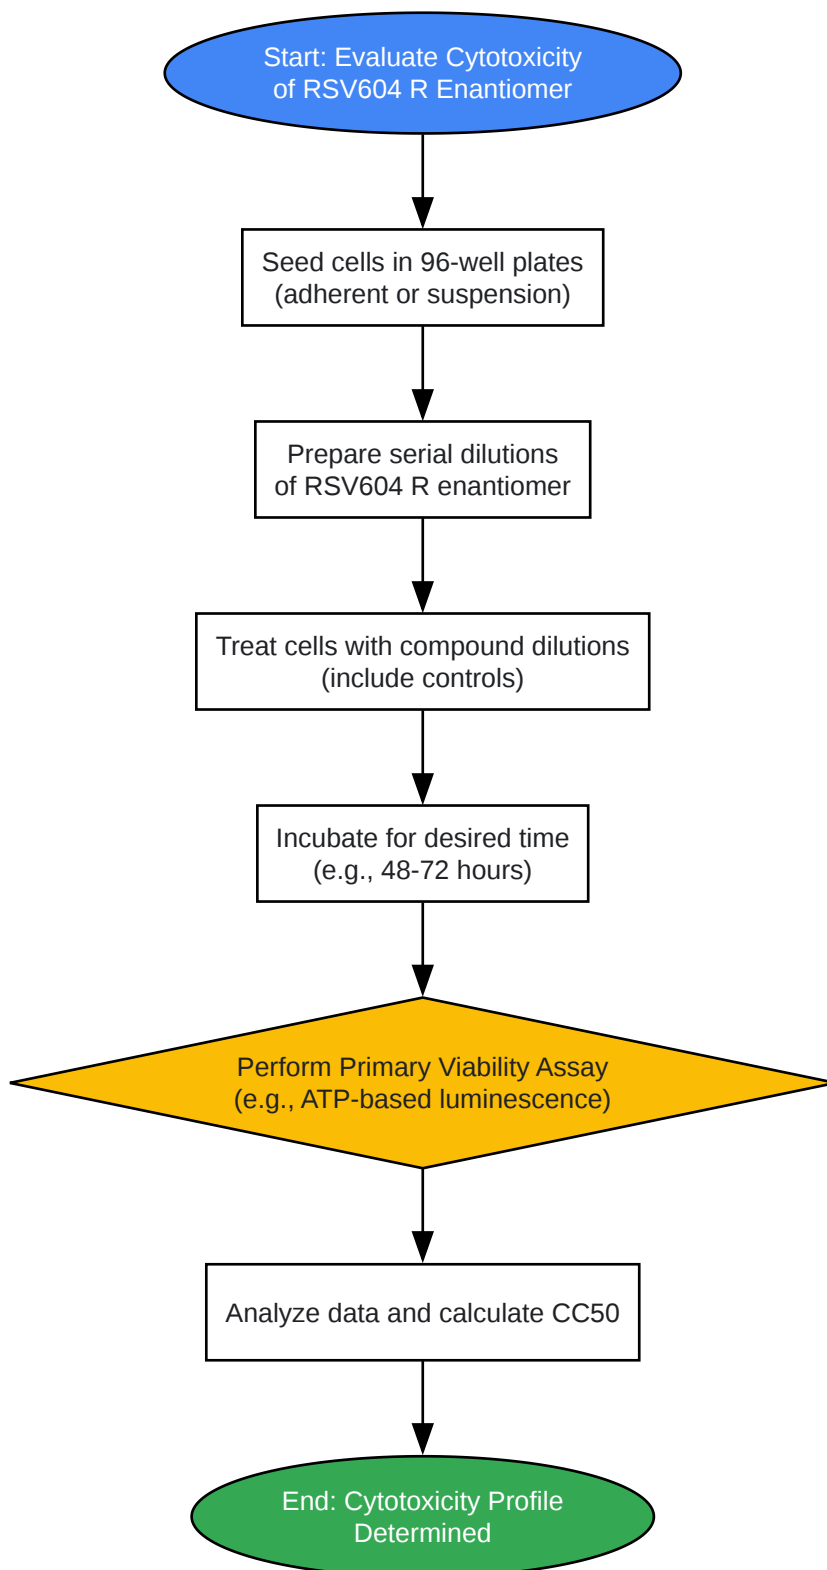 Start: Evaluate Cytotoxicity
of RSV604 R Enantiomer
Seed cells in 96-well plates
(adherent or suspension)
Prepare serial dilutions
of RSV604 R enantiomer
Treat cells with compound dilutions
(include controls)
Incubate for desired time
(e.g., 48-72 hours)
Perform Primary Viability Assay
(e.g., ATP-based luminescence)
Analyze data and calculate CC50
End: Cytotoxicity Profile
Determined